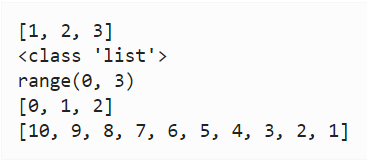 [1, 2, 3]
<class 'list'>
range(0, 3)
[0, 1, 2]
[10, 9, 8, 7, 6, 5, 4, 3, 2, 1]